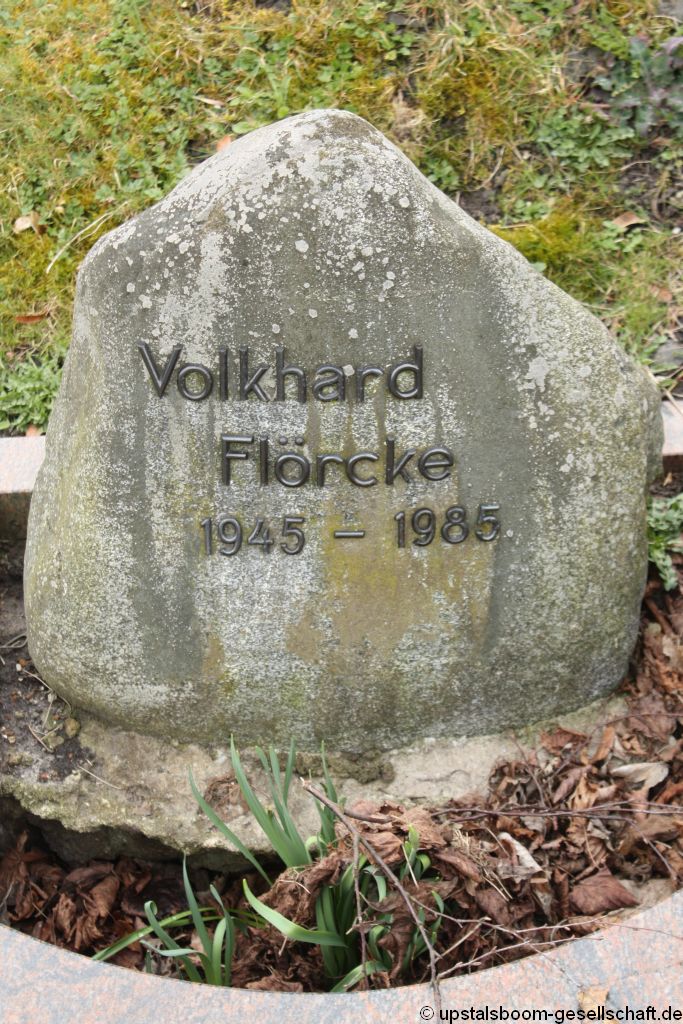 Volkhard
Flörcke
1945 – 1985
© upstalsboom-gesellschaft.de